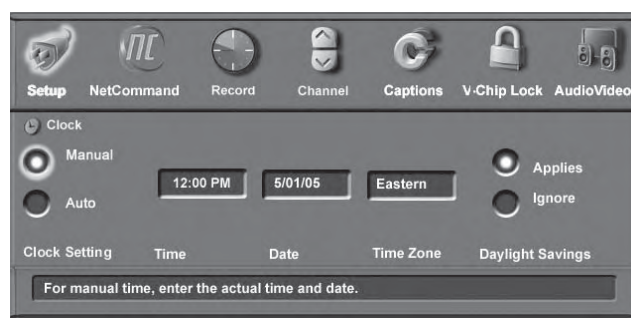 NC
Setup NetCommand Record Channel Captions V-Chip Lock AudioVideo
Clock
Manual
Applies
12:00 PM 5/01/05 Eastern
Auto
Ignore
Clock Setting Time Date Time Zone Daylight Savings
For manual time, enter the actual time and date.